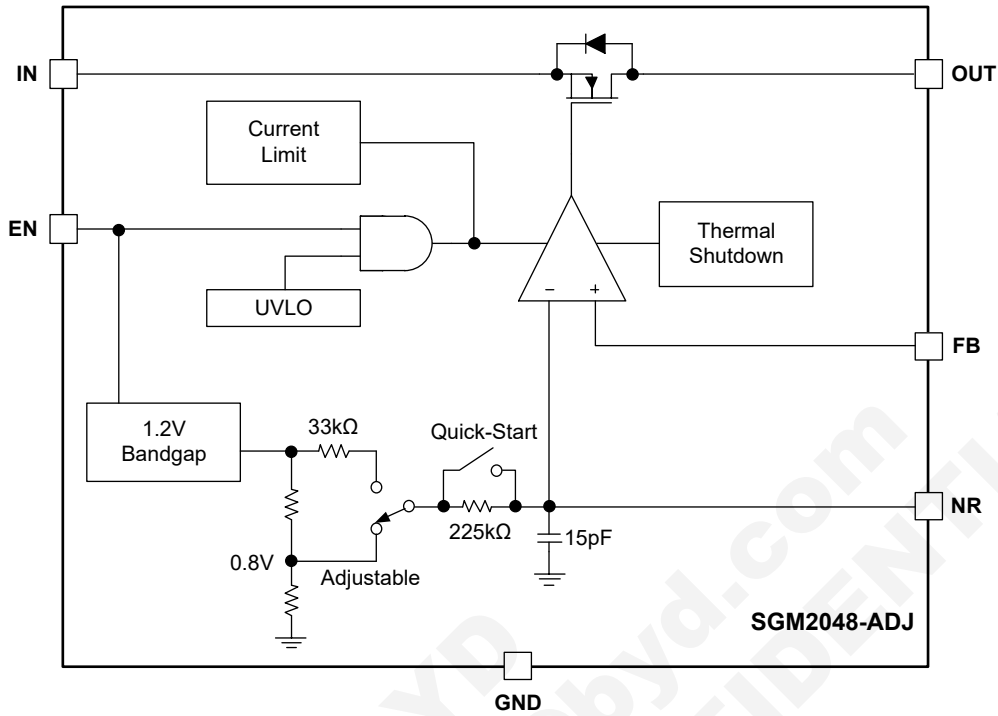 IN
OUT
Current
Limit
EN
Thermal
Shutdown
UVLO
− +
FB
1.2V
Bandgap
33kΩ
Quick-Start
NR
225kΩ
15pF
0.8V
Adjustable
SGM2048-ADJ
GND